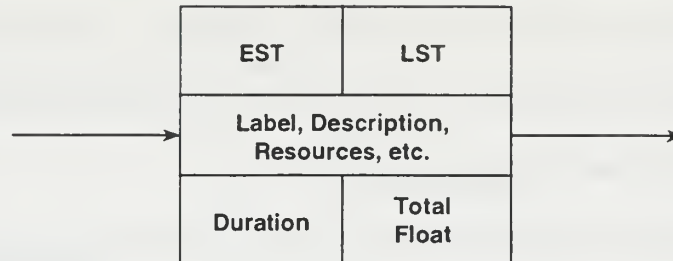 EST LST
Label, Description,
Resources, etc.
Duration Total
Float